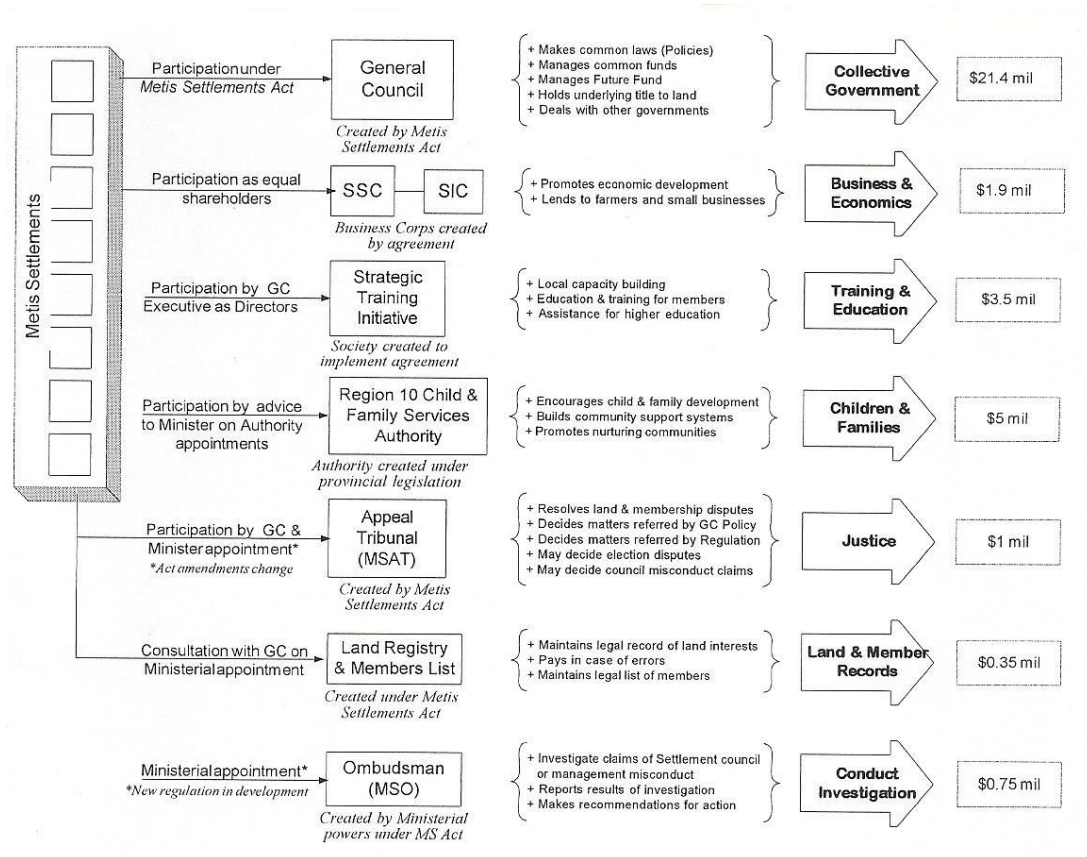 Metis Settlements
Participation under
Metis Settlements Act
General
Council
Created by Metis
Settlements Act
+ Makes common laws (Policies)
+ Manages common funds
+ Manages Future Fund
+ Holds underlying title to land
+ Deals with other governments
Collective
Government
$21.4 mil
Participation as equal
shareholders
SSC
SIC
Business Corps created
by agreement
+ Promotes economic development
+ Lends to farmers and small businesses
Business &
Economics
$1.9 mil
Participation by GC
Executive as Directors
Strategic
Training
Initiative
Society created to
implement agreement
+ Local capacity building
+ Education & training for members
+ Assistance for higher education
Training &
Education
$3.5 mil
Participation by advice
to Minister on Authority
appointments
Region 10 Child &
Family Services
Authority
Authority created under
provincial legislation
+ Encourages child & family development
+ Builds community support systems
+ Promotes nurturing communities
Children &
Families
$5 mil
Participation by GC &
Minister appointment*
*Act amendments change
Appeal
Tribunal
(MSAT)
Created by Metis
Settlements Act
+ Resolves land & membership disputes
+ Decides matters referred by GC Policy
+ Decides matters referred by Regulation
+ May decide election disputes
+ May decide council misconduct claims
Justice
$1 mil
Consultation with GC on
Ministerial appointment
Land Registry
& Members List
Created under Metis
Settlements Act
+ Maintains legal record of land interests
+ Pays in case of errors
+ Maintains legal list of members
Land & Member
Records
$0.35 mil
Ministerial appointment*
*New regulation in development
Ombudsman
(MSO)
Created by Ministerial
powers under MS Act
+ Investigate claims of Settlement council
or management misconduct
+ Reports results of investigation
+ Makes recommendations for action
Conduct
Investigation
$0.75 mil